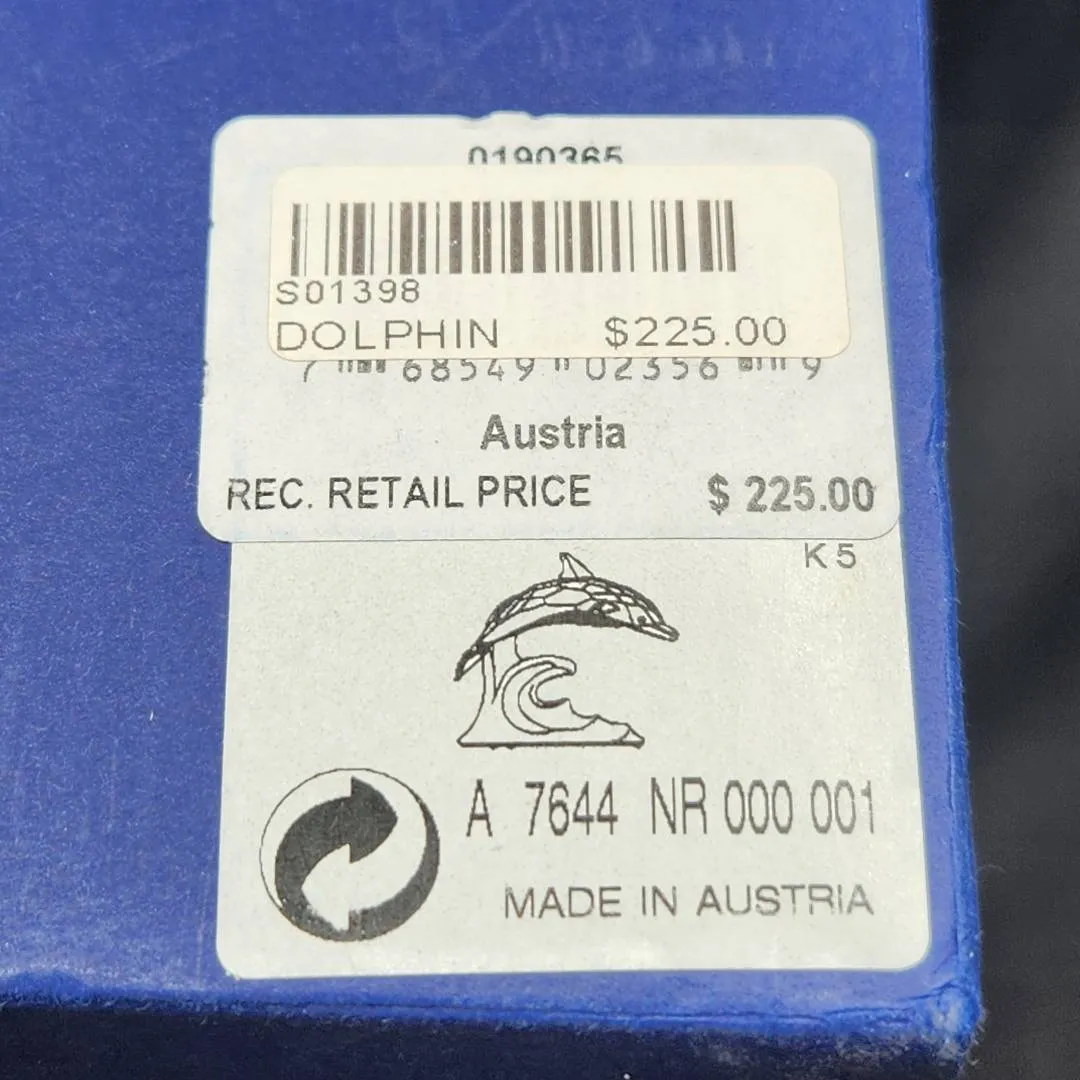 0190365
S01398
DOLPHIN $225.00
7 68549 02356 9
Austria
REC. RETAIL PRICE $ 225.00
K 5
A 7644 NR 000 001
MADE IN AUSTRIA